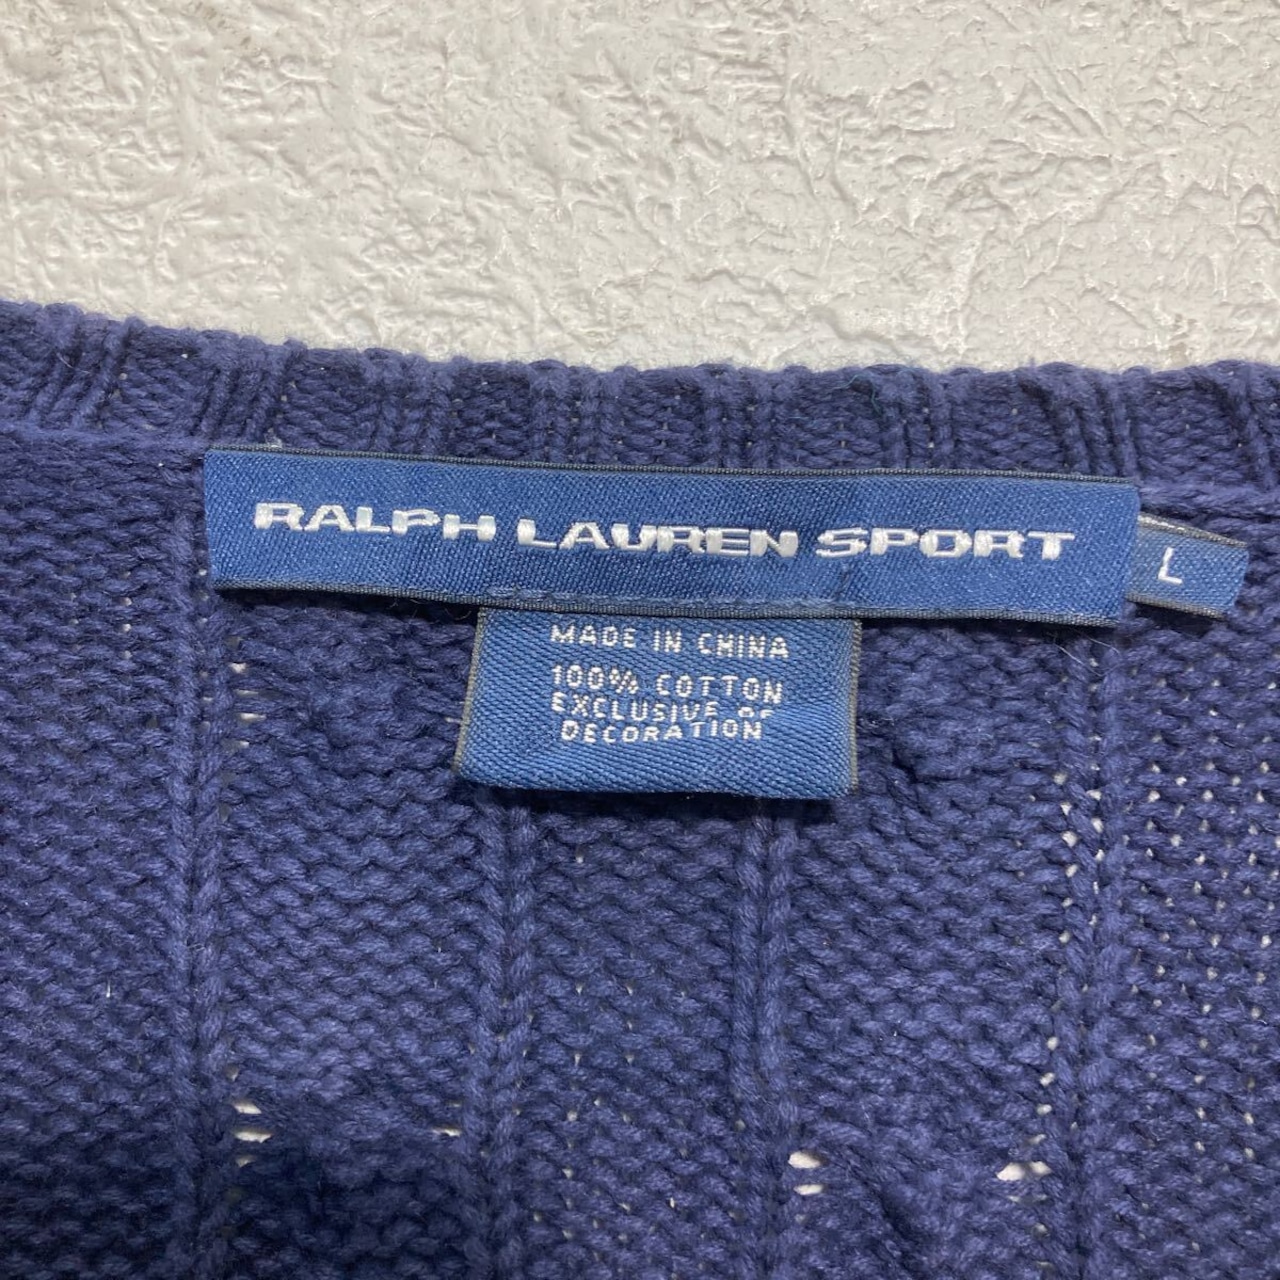 RALPH LAUREN SPORT
L
MADE IN CHINA
100% COTTON
EXCLUSIVE OF
DECORATION